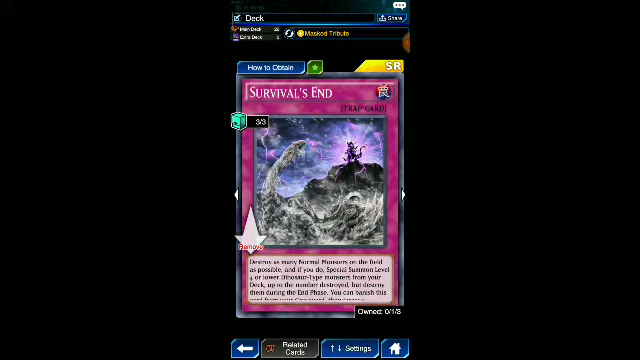 Deck
Share
Main Deck 20
Extra Deck 0
Masked Tribute
How to Obtain
SR
SURVIVAL'S END
[TRAP CARD]
3/3
Remove
Destroy as many Normal Monsters on the field
as possible, and if you do, Special Summon Level
4 or lower Dinosaur-Type monsters from your
Deck, up to the number destroyed, but destroy
them during the End Phase. You can banish this
Owned: 0/1/3
Related
Cards
Settings